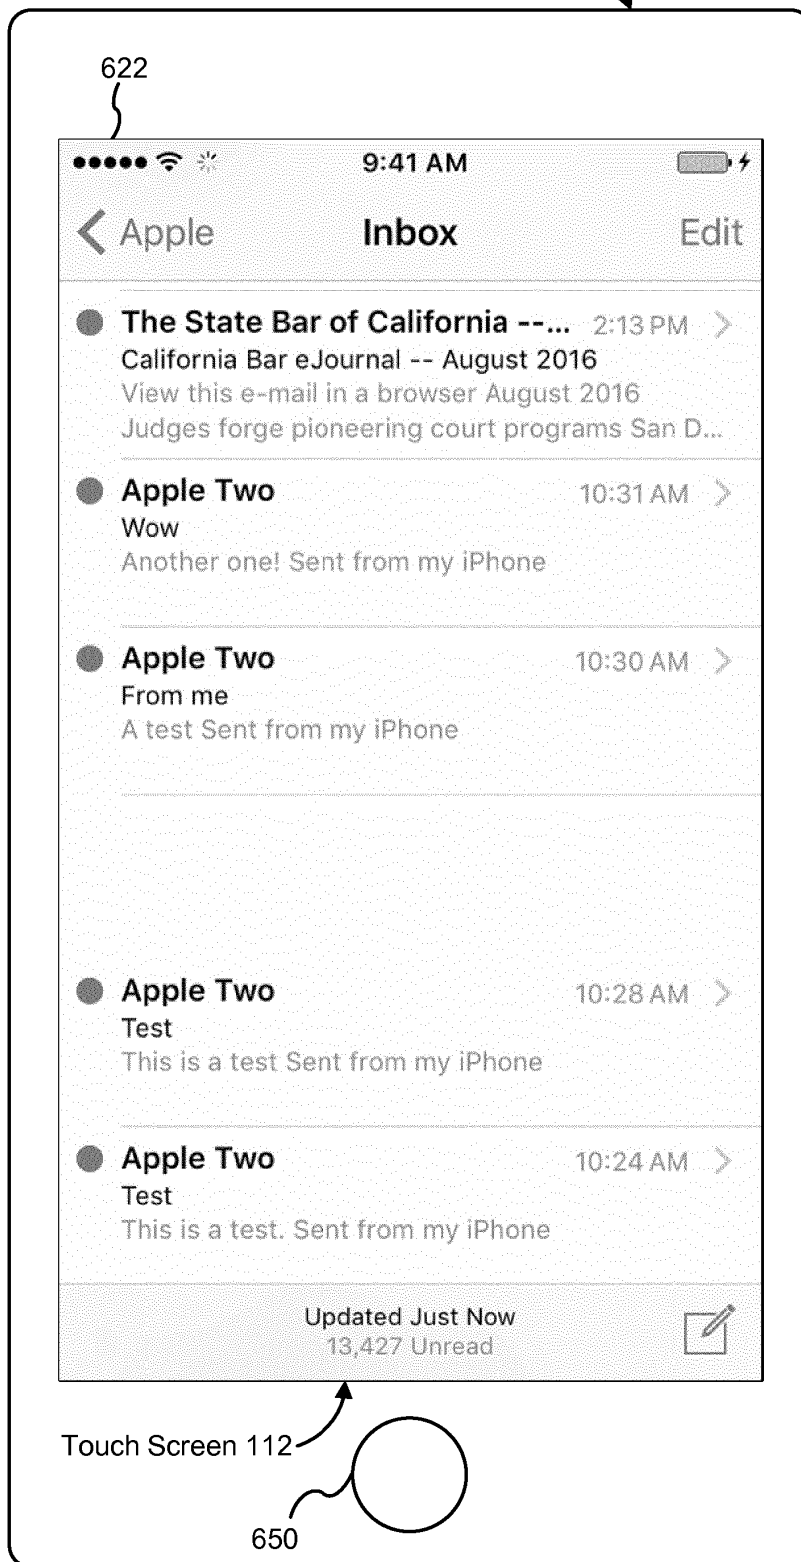 622
9:41 AM
Apple Inbox Edit
The State Bar of California --... 2:13 PM
California Bar eJournal -- August 2016
View this e-mail in a browser August 2016
Judges forge pioneering court programs San D...
Apple Two 10:31 AM
Wow
Another one! Sent from my iPhone
Apple Two 10:30 AM
From me
A test Sent from my iPhone
Apple Two 10:28 AM
Test
This is a test Sent from my iPhone
Apple Two 10:24 AM
Test
This is a test. Sent from my iPhone
Updated Just Now
13,427 Unread
Touch Screen 112
650